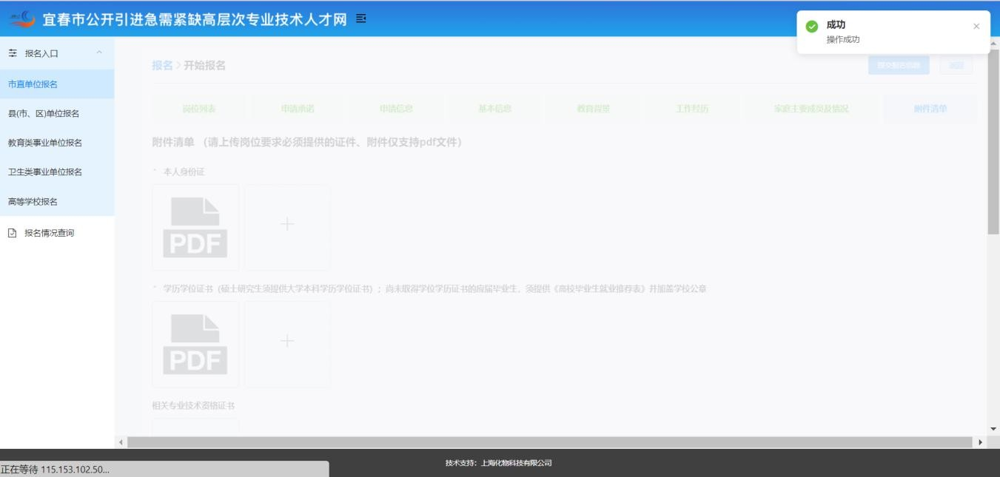 宜春市公开引进急需紧缺高层次专业技术人才网
成功
操作成功
报名入口
市直单位报名
县(市、区)单位报名
教育类事业单位报名
卫生类事业单位报名
高等学校报名
报名情况查询
报名 > 开始报名
提交报名信息
岗位列表
申请承诺
申请信息
基本信息
教育背景
工作经历
家庭主要成员及情况
附件清单
附件清单 （请上传岗位要求必须提供的证件、附件仅支持pdf文件）
* 本人身份证
PDF
* 学历学位证书（硕士研究生须提供大学本科学历学位证书）；尚未取得学位学历证书的应届毕业生，须提供《高校毕业生就业推荐表》并加盖学校公章
PDF
相关专业技术资格证书
技术支持：上海化物科技有限公司
正在等待 115.153.102.50...